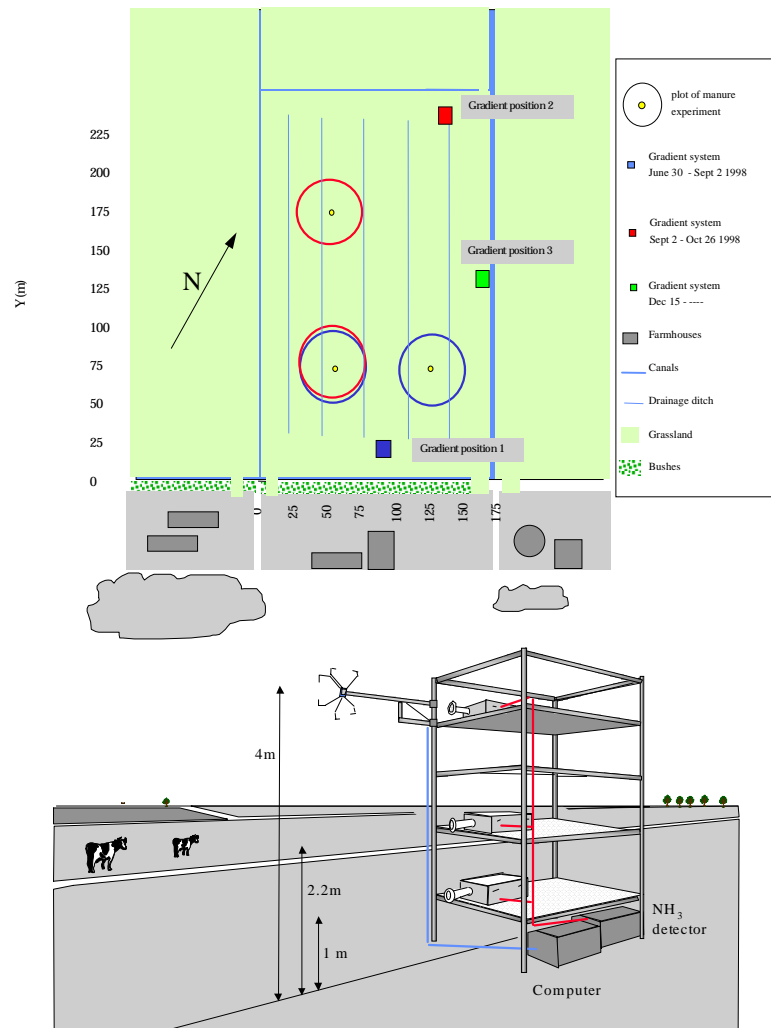 Gradient position 2
225
200
175
150
125
100
75
50
25
0
Y (m)
N
Gradient position 3
Gradient position 1
0
25
50
75
100
125
150
175
plot of manure
experiment
Gradient system
June 30 - Sept 2 1998
Gradient system
Sept 2 - Oct 26 1998
Gradient system
Dec 15 - ----
Farmhouses
Canals
Drainage ditch
Grassland
Bushes
4m
2.2m
1 m
NH3
detector
Computer